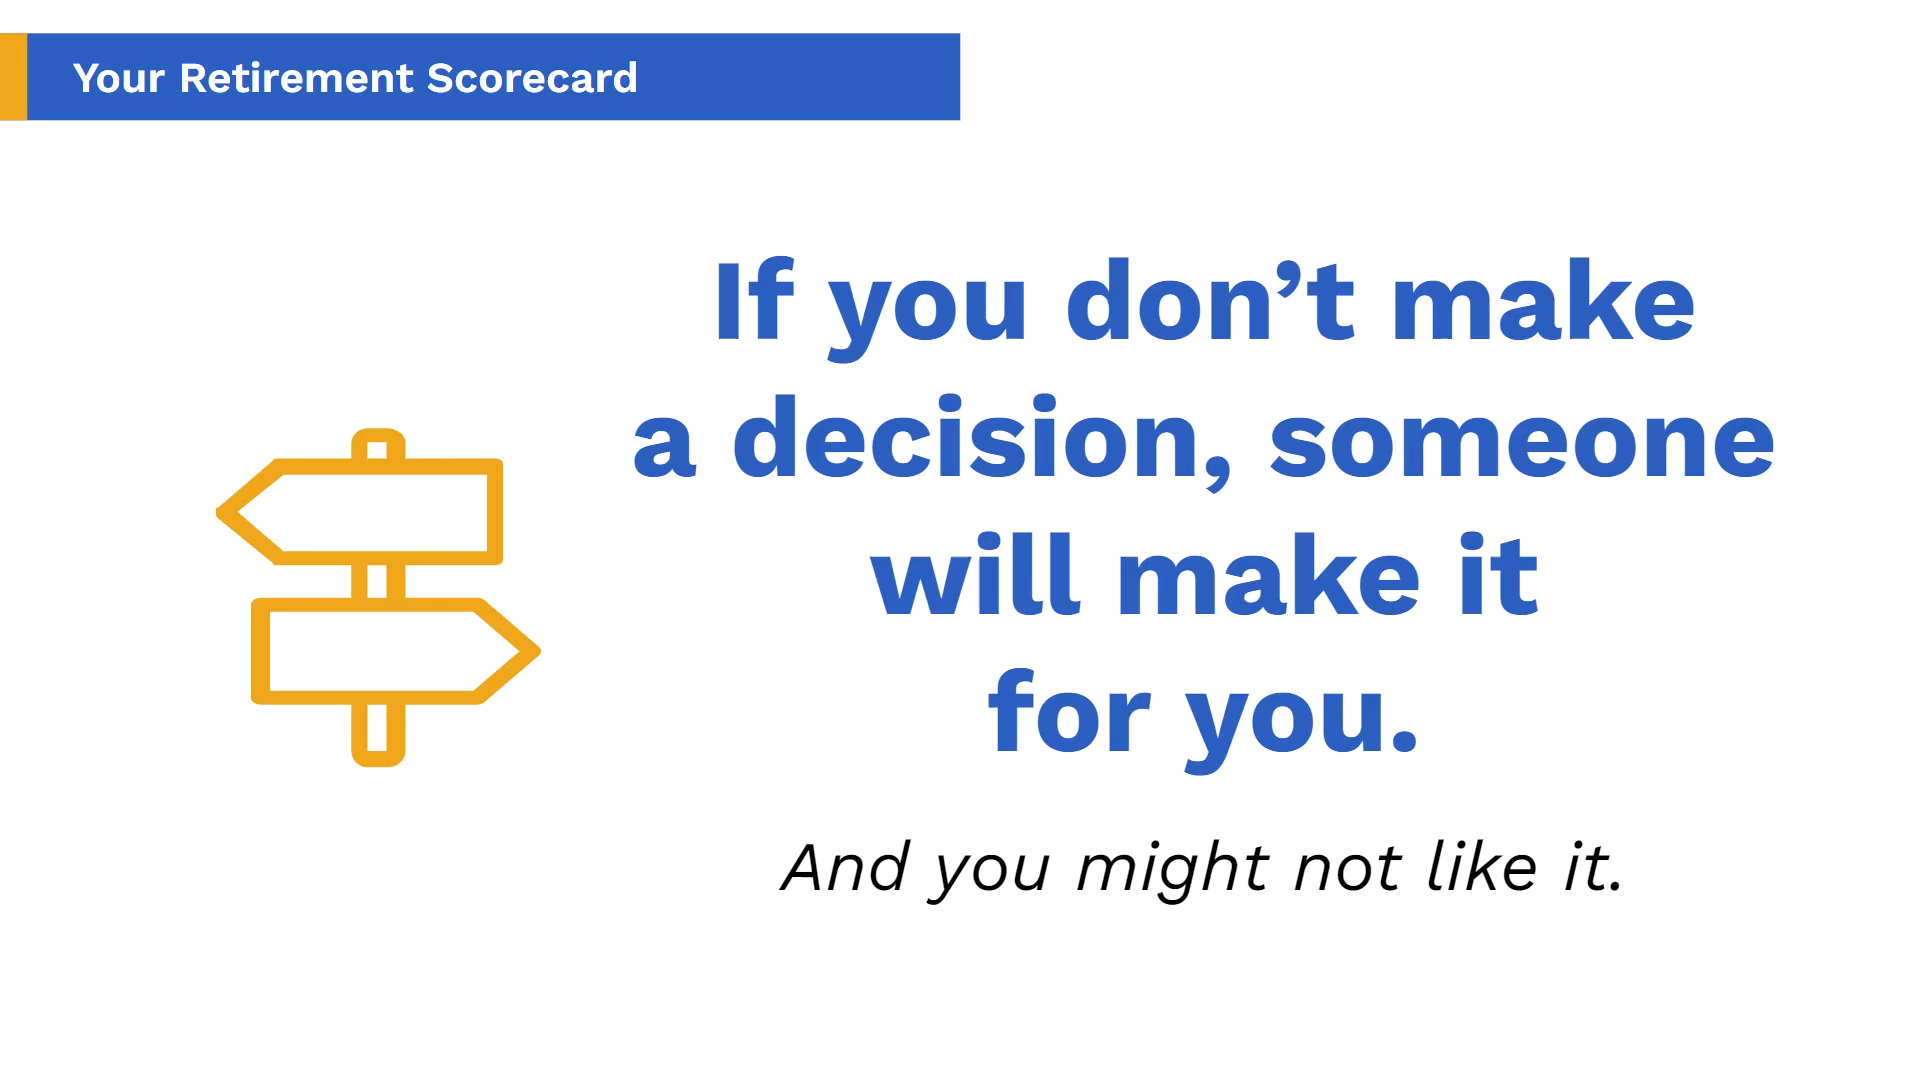 Your Retirement Scorecard
If you don’t make
a decision, someone
will make it
for you.
And you might not like it.